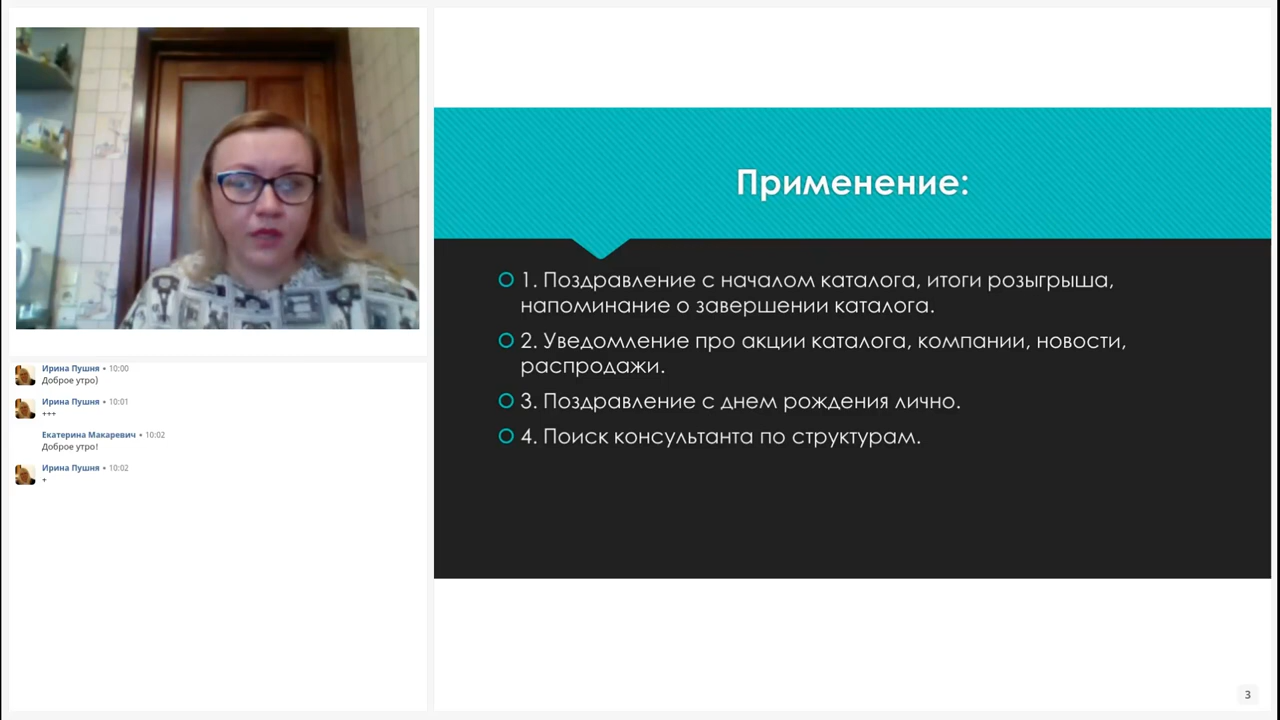 Ирина Пушня • 10:00
Доброе утро)
Ирина Пушня • 10:01
+++
Екатерина Макаревич • 10:02
Доброе утро!
Ирина Пушня • 10:02
+
Применение:
1. Поздравление с началом каталога, итоги розыгрыша,
напоминание о завершении каталога.
2. Уведомление про акции каталога, компании, новости,
распродажи.
3. Поздравление с днем рождения лично.
4. Поиск консультанта по структурам.
3